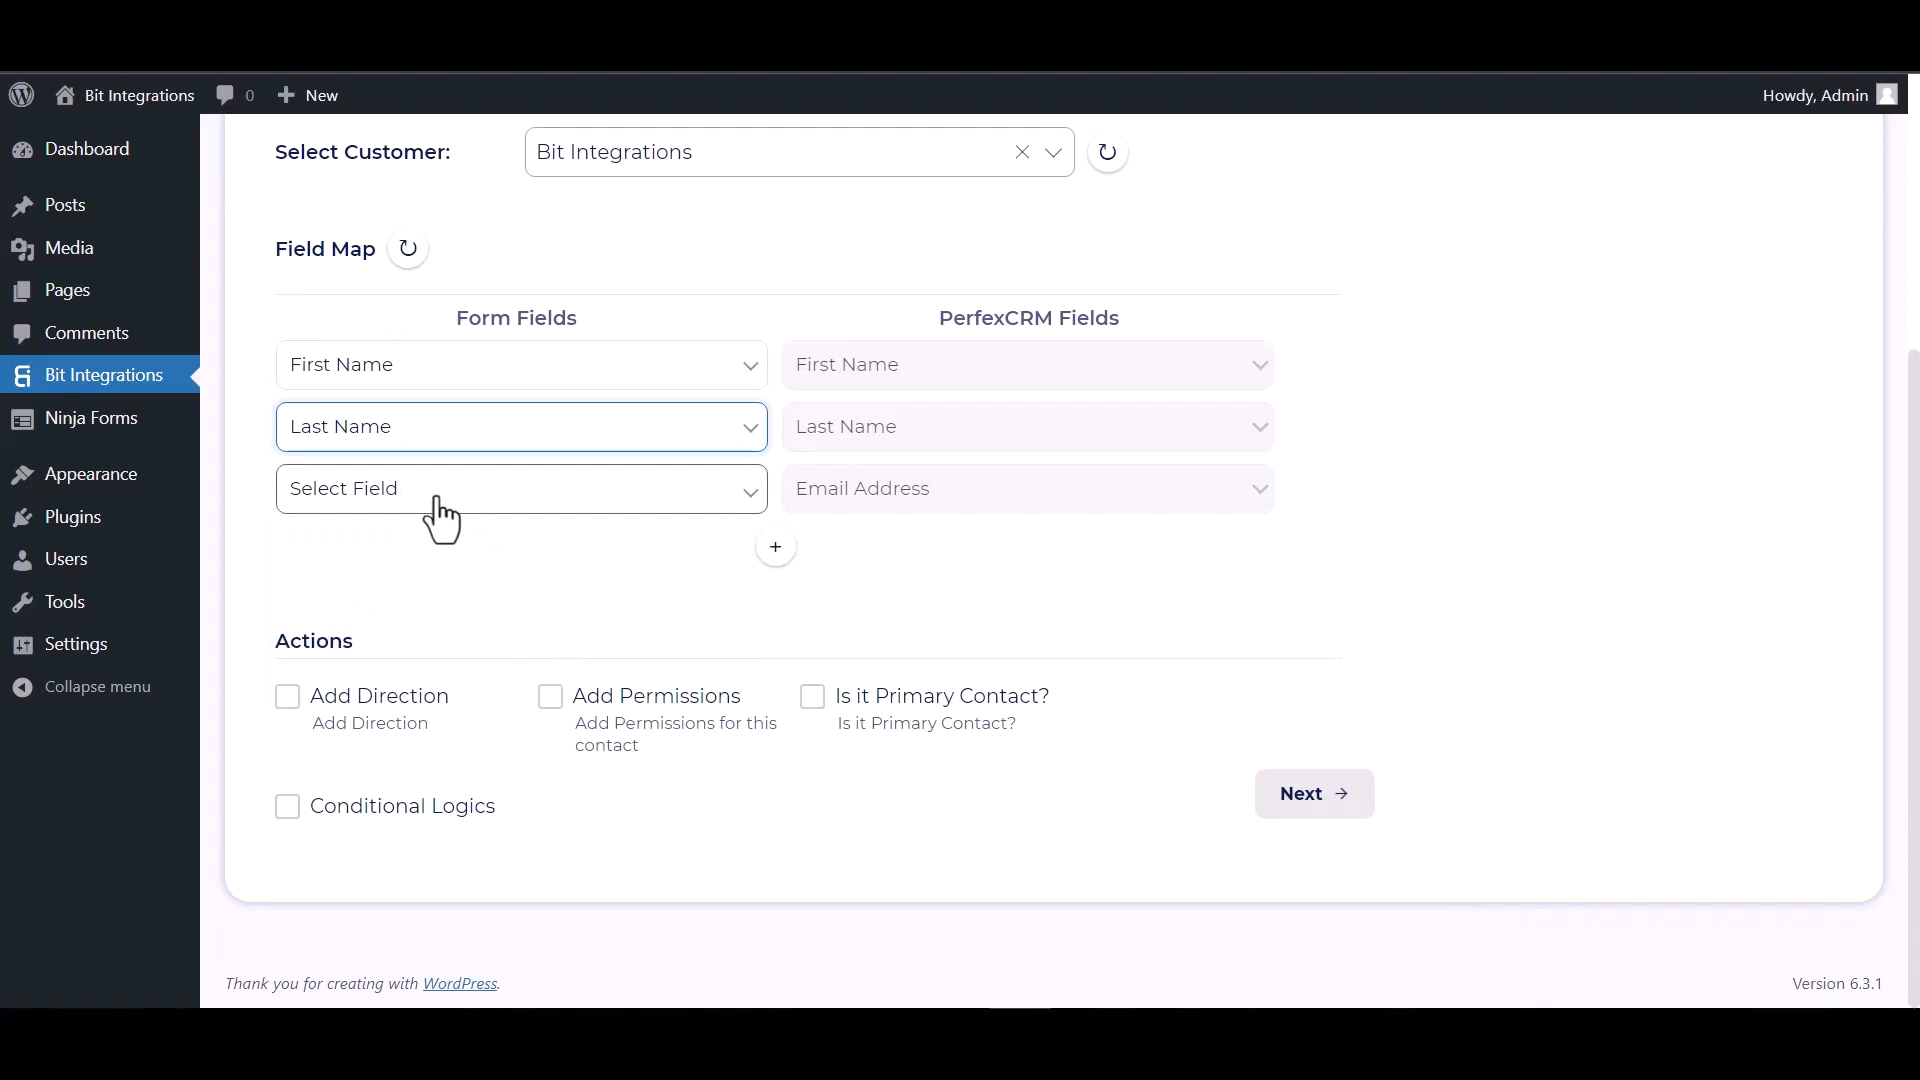 Bit Integrations 0 New Howdy, Admin
Dashboard
Posts
Media
Pages
Comments
Bit Integrations
Ninja Forms
Appearance
Plugins
Users
Tools
Settings
Collapse menu
Select Customer: Bit Integrations
Field Map
Form Fields PerfexCRM Fields
First Name First Name
Last Name Last Name
Select Field Email Address
+
Actions
Add Direction Add Permissions Is it Primary Contact?
Add Direction Add Permissions for this Is it Primary Contact?
contact
Next →
Conditional Logics
Thank you for creating with WordPress. Version 6.3.1